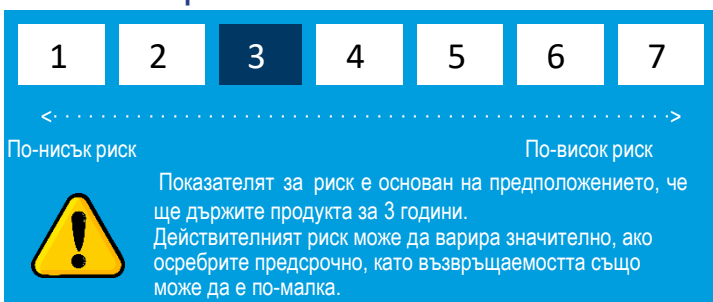 1 2 3 4 5 6 7
По-нисък риск По-висок риск
Показателят за риск е основан на предположението, че
ще държите продукта за 3 години.
Действителният риск може да варира значително, ако
осребрите предсрочно, като възвръщаемостта също
може да е по-малка.